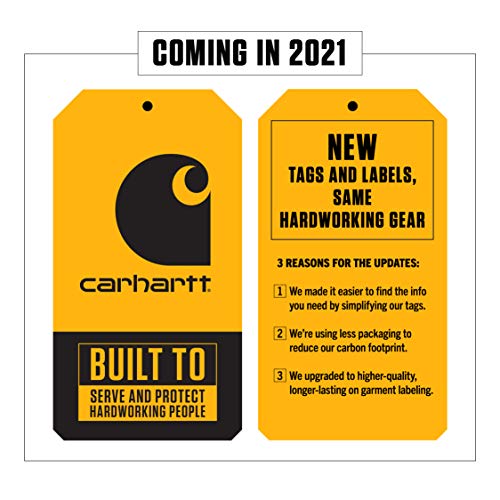 COMING IN 2021
carhartt
BUILT TO
SERVE AND PROTECT
HARDWORKING PEOPLE
NEW
TAGS AND LABELS,
SAME
HARDWORKING GEAR
3 REASONS FOR THE UPDATES:
1 We made it easier to find the info
you need by simplifying our tags.
2 We're using less packaging to
reduce our carbon footprint.
3 We upgraded to higher-quality,
longer-lasting on garment labeling.